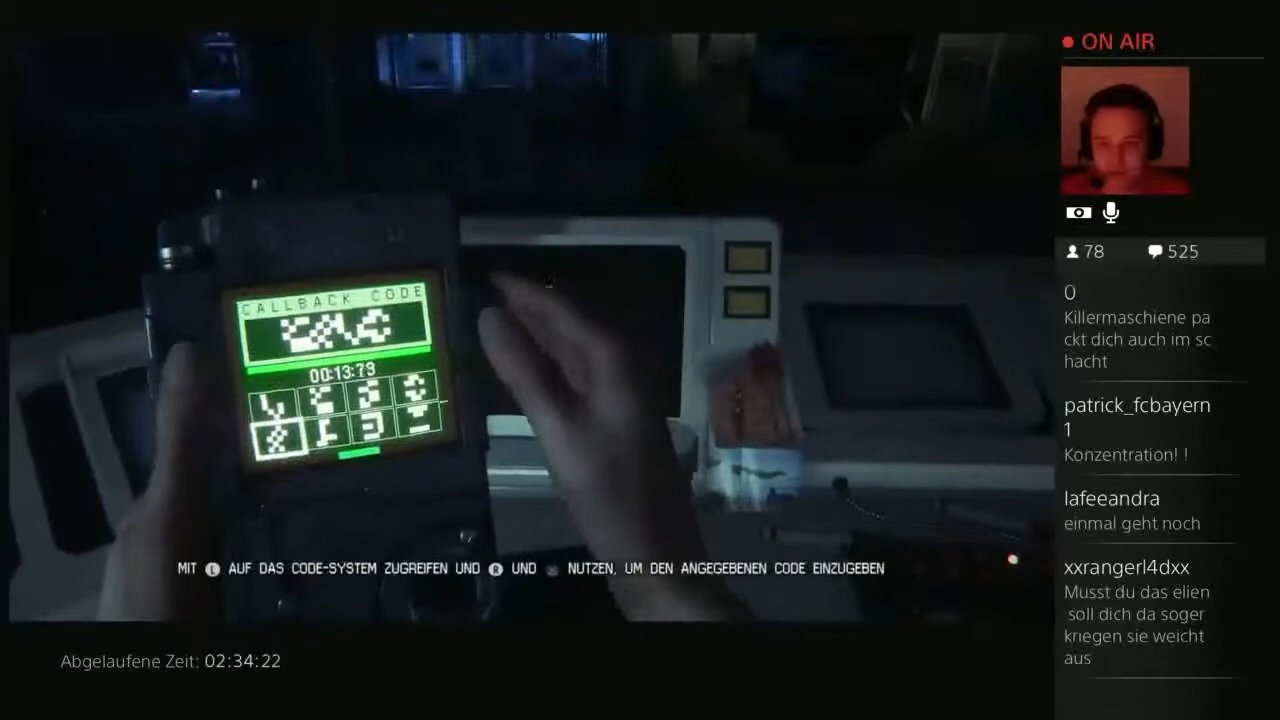 ON AIR
78 525
0
Killermaschiene pa
ckt dich auch im sc
hacht
patrick_fcbayern
1
Konzentration! !
lafeeandra
einmal geht noch
xxrangerl4dxx
Musst du das elien
soll dich da soger
kriegen sie weicht
aus
CALLBACK CODE
00:13:73
MIT L AUF DAS CODE-SYSTEM ZUGREIFEN UND R UND NUTZEN, UM DEN ANGEGEBENEN CODE EINZUGEBEN
Abgelaufene Zeit: 02:34:22